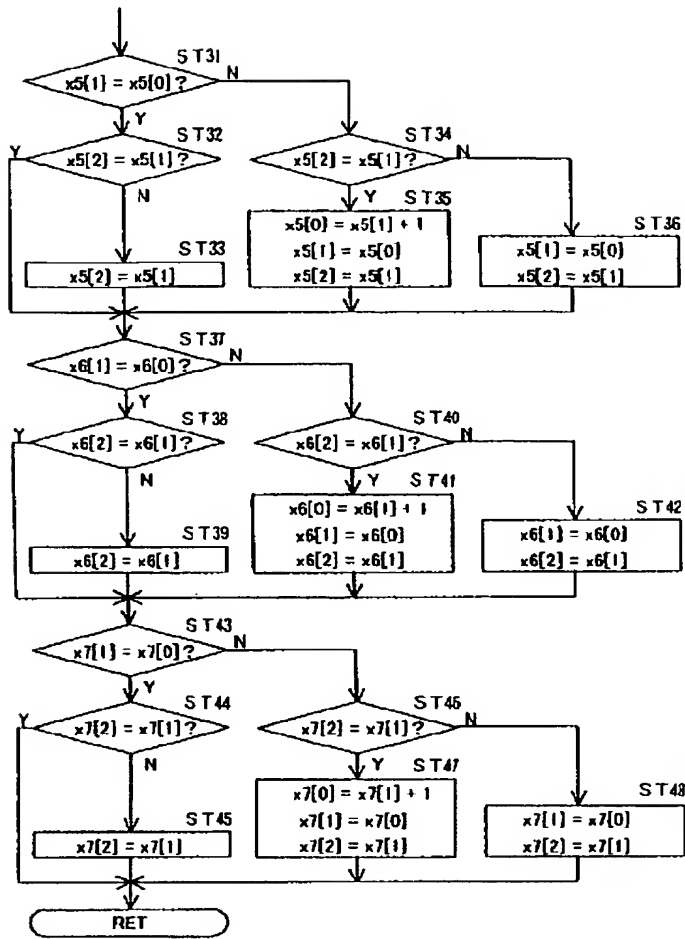 ST31
x5[1] = x5[0] ?
N
Y
ST32
ST34
Y
x5[2] = x5[1] ?
x5[2] = x5[1] ?
N
N
Y
ST35
ST36
x5[0] = x5[1] + 1
x5[1] = x5[0]
x5[2] = x5[1]
x5[1] = x5[0]
x5[2] = x5[1]
ST33
x5[2] = x5[1]
ST37
x6[1] = x6[0] ?
N
Y
ST38
ST40
Y
x6[2] = x6[1] ?
x6[2] = x6[1] ?
N
N
Y
ST41
ST42
x6[0] = x6[1] + 1
x6[1] = x6[0]
x6[2] = x6[1]
x6[1] = x6[0]
x6[2] = x6[1]
ST39
x6[2] = x6[1]
ST43
x7[1] = x7[0] ?
N
Y
ST44
ST46
Y
x7[2] = x7[1] ?
x7[2] = x7[1] ?
N
N
Y
ST47
ST48
x7[0] = x7[1] + 1
x7[1] = x7[0]
x7[2] = x7[1]
x7[1] = x7[0]
x7[2] = x7[1]
ST45
x7[2] = x7[1]
RET